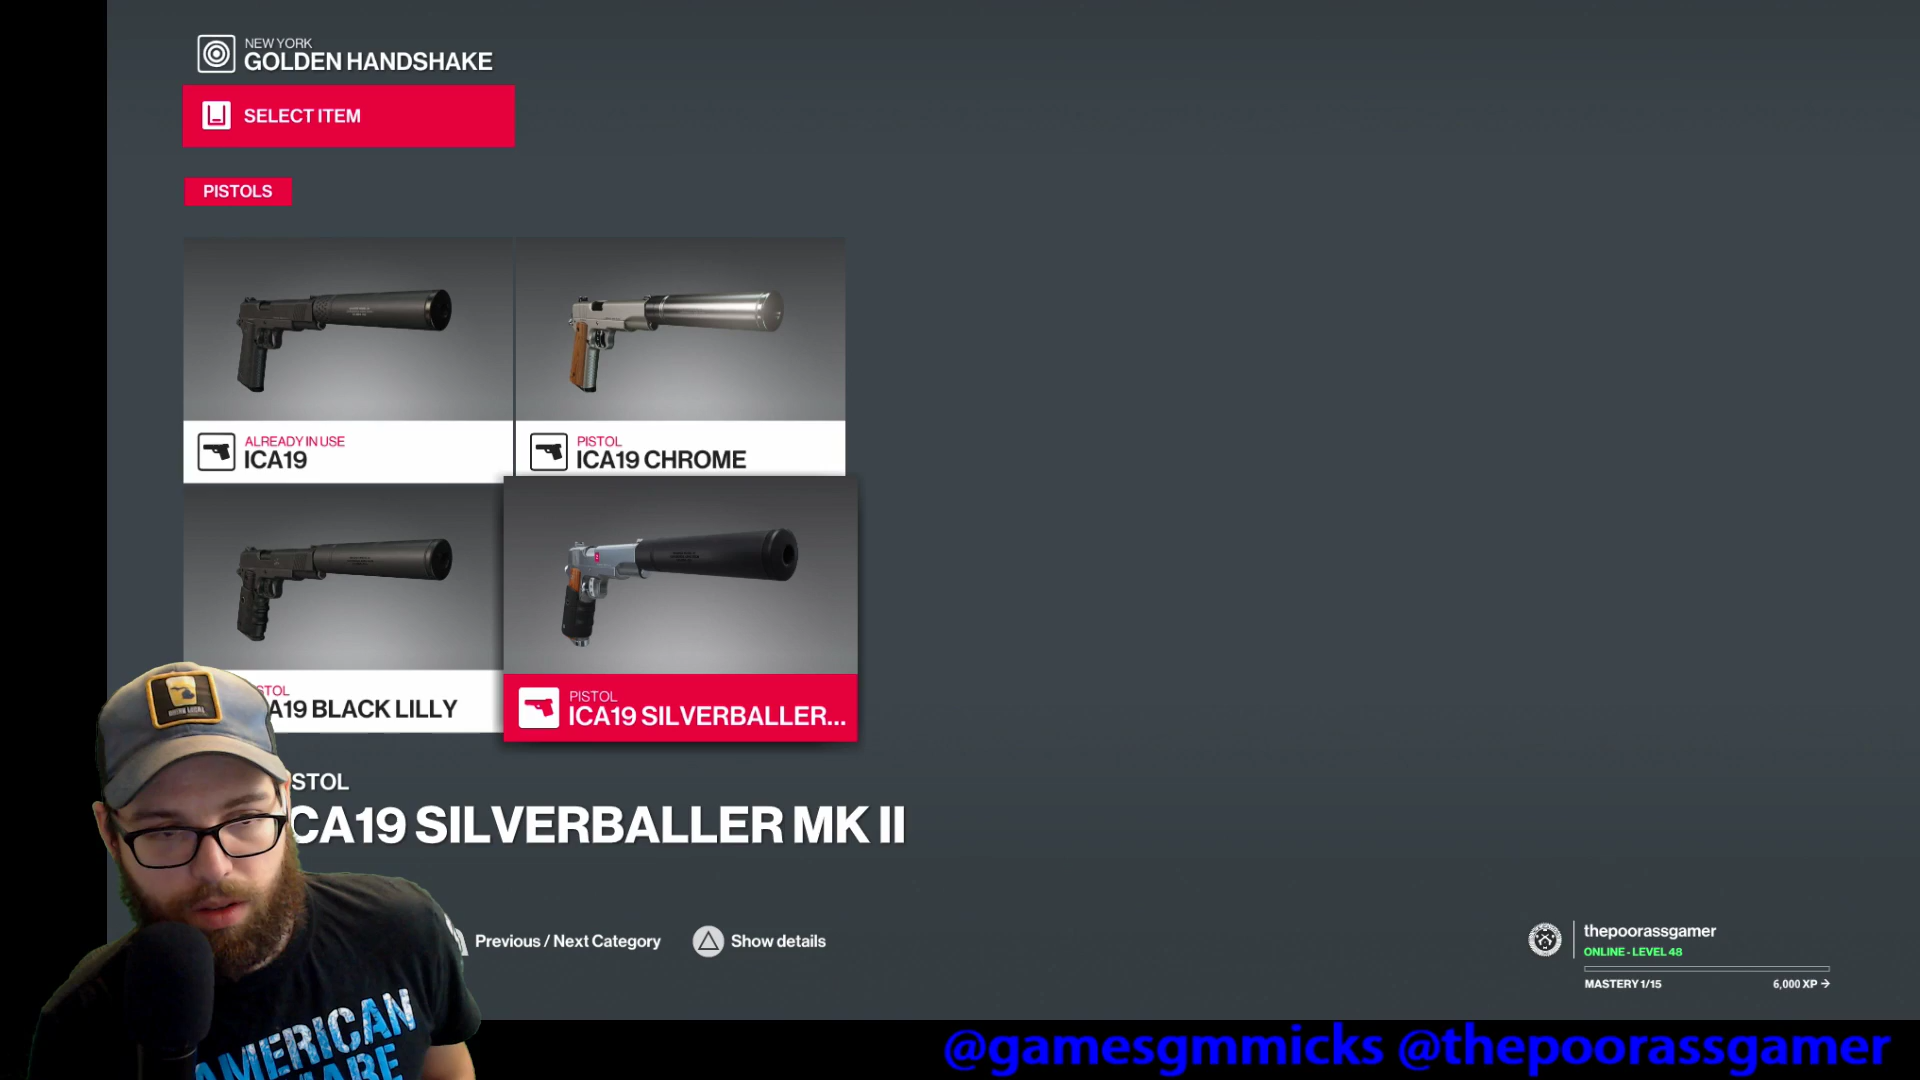 NEW YORK
GOLDEN HANDSHAKE
SELECT ITEM
PISTOLS
ALREADY IN USE
ICA19
PISTOL
ICA19 CHROME
STOL
A19 BLACK LILLY
PISTOL
ICA19 SILVERBALLER...
ISTOL
CA19 SILVERBALLER MK II
Previous / Next Category
Show details
thepoorassgamer
ONLINE - LEVEL 48
MASTERY 1/15
6,000 XP →
AMERICAN
@gamesgmmicks @thepoorassgamer